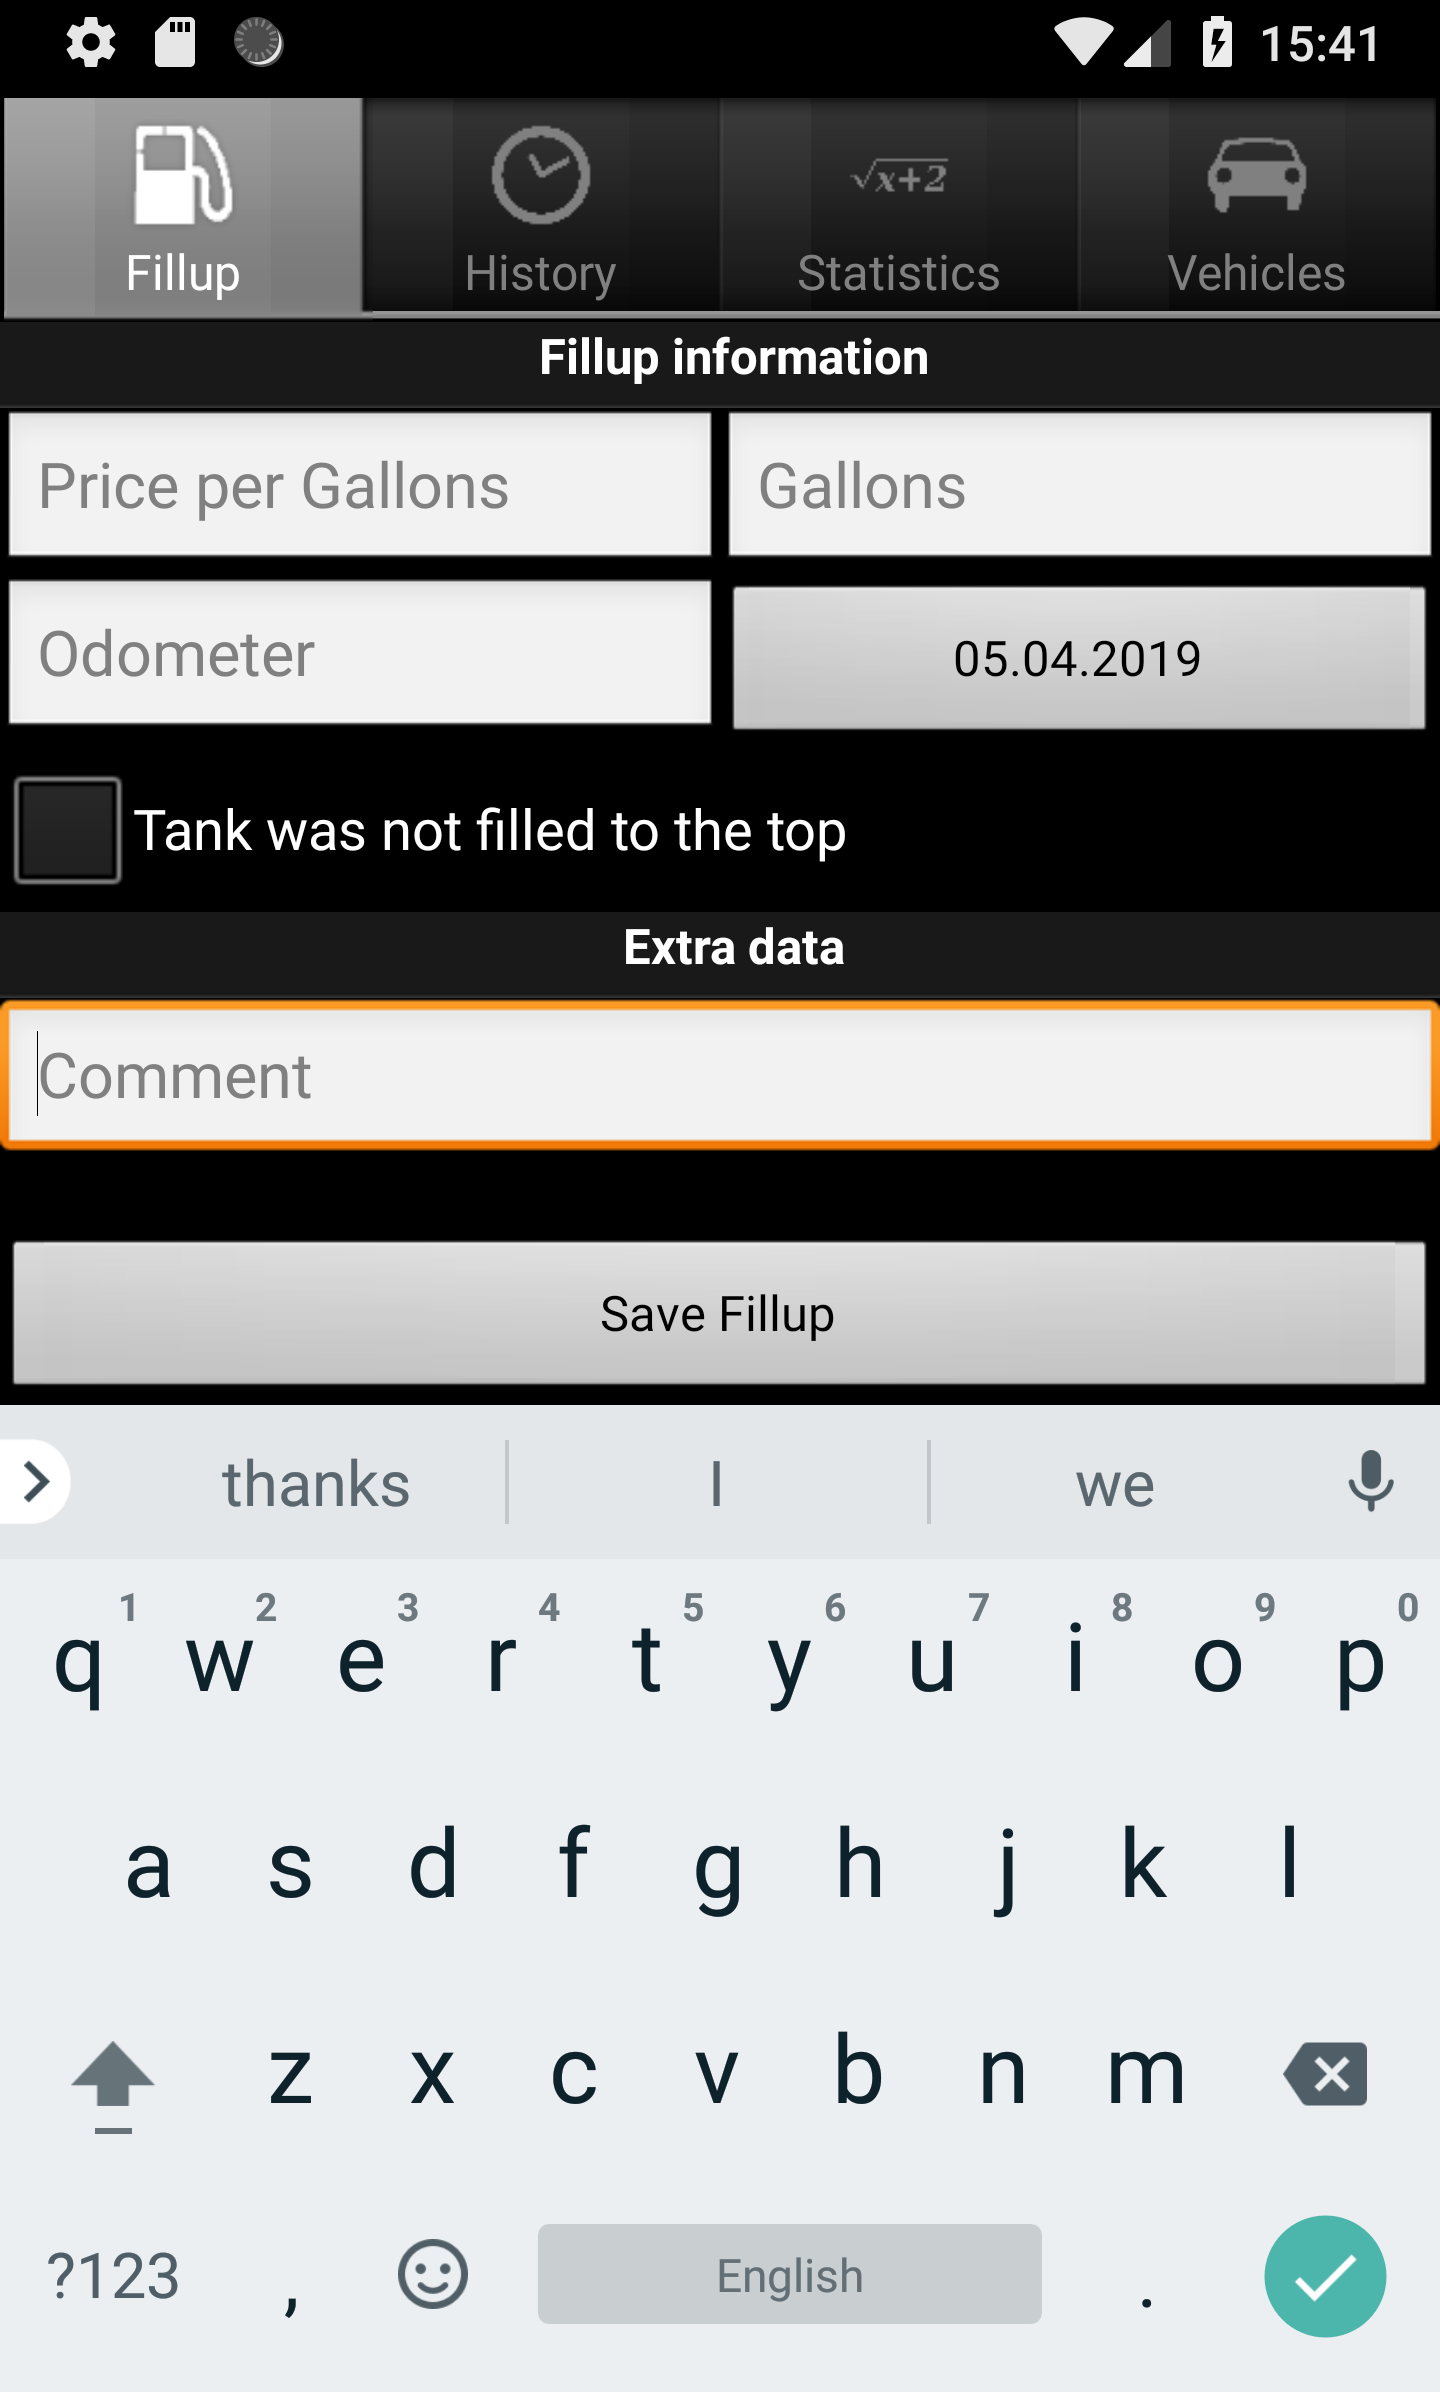 15:41
Fillup History √x+2 Statistics Vehicles
Fillup information
Price per Gallons Gallons
Odometer 05.04.2019
Tank was not filled to the top
Extra data
Comment
Save Fillup
thanks I we
1 2 3 4 5 6 7 8 9 0
q w e r t y u i o p
a s d f g h j k l
z x c v b n m
?123 , English .